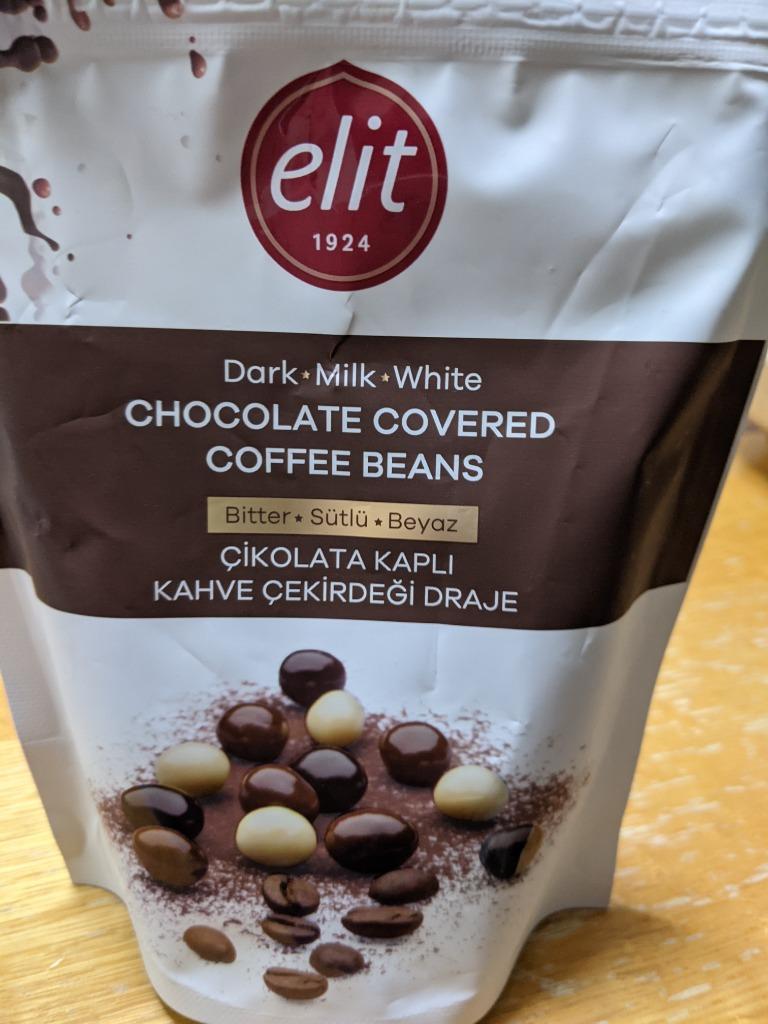 elit
1924
Dark★Milk★White
CHOCOLATE COVERED
COFFEE BEANS
Bitter★Sütlü★Beyaz
ÇİKOLATA KAPLI
KAHVE ÇEKİRDEĞİ DRAJE